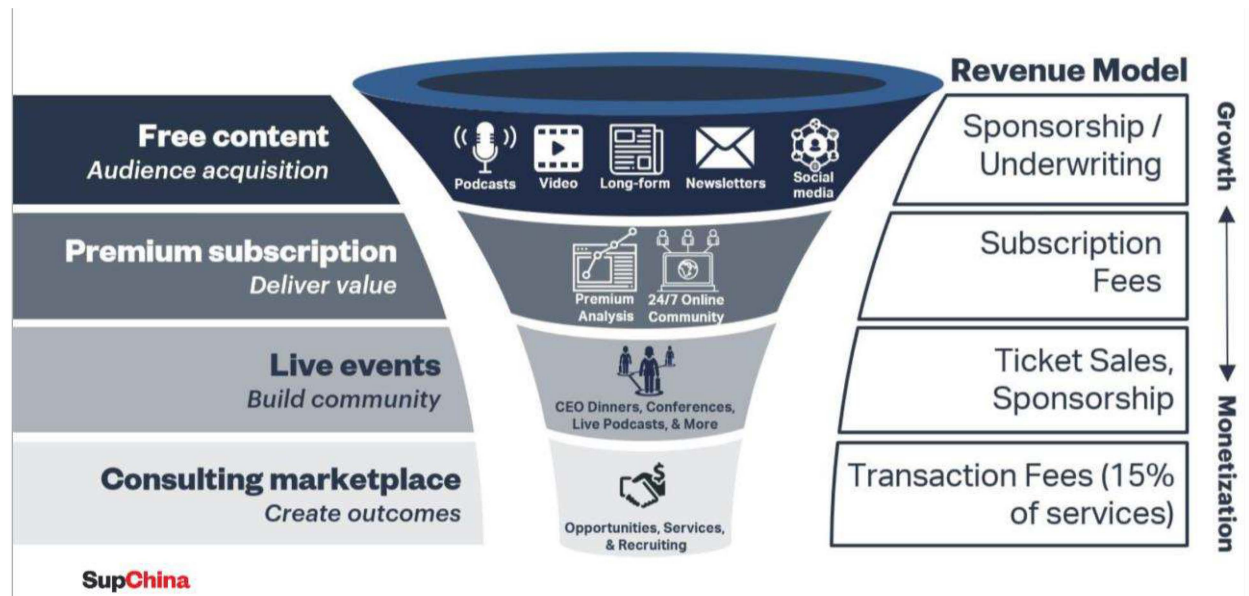 Revenue Model
Free content
Audience acquisition
Podcasts
Video
Long-form
Newsletters
Social
media
Sponsorship /
Underwriting
Growth
Premium subscription
Deliver value
Premium
Analysis
24/7 Online
Community
Subscription
Fees
Live events
Build community
CEO Dinners, Conferences,
Live Podcasts, & More
Ticket Sales,
Sponsorship
Monetization
Consulting marketplace
Create outcomes
$
Opportunities, Services,
& Recruiting
Transaction Fees (15%
of services)
SupChina